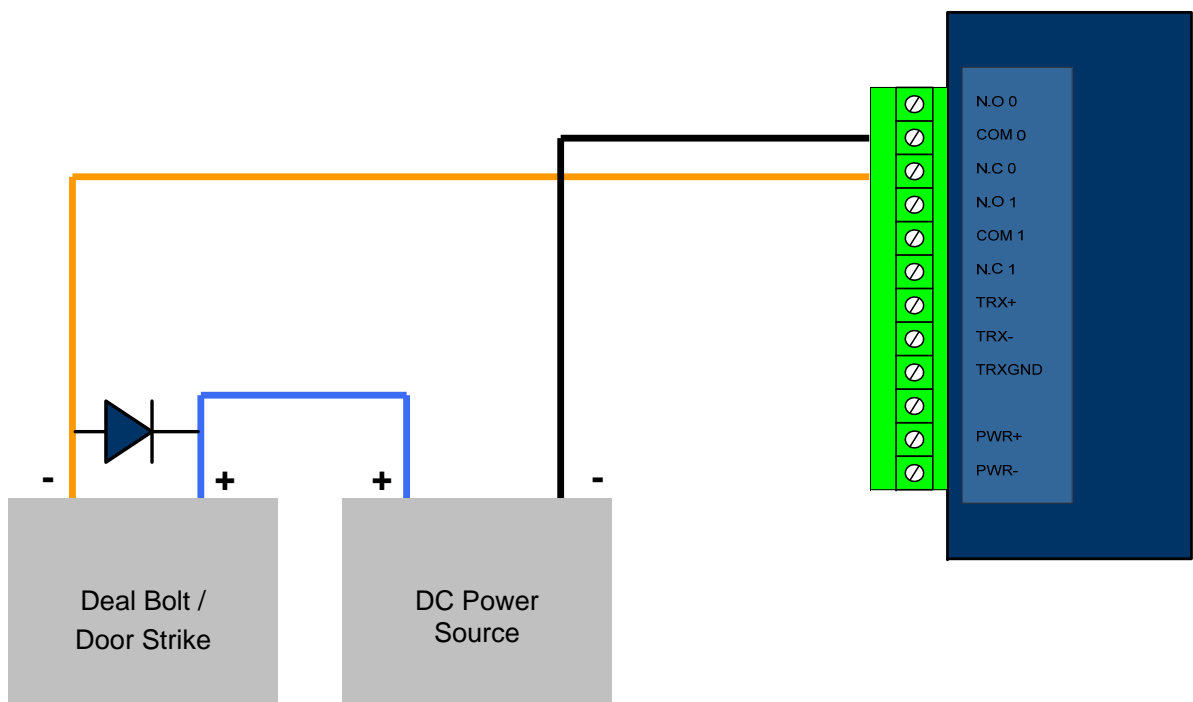 N.O 0
COM 0
N.C 0
N.O 1
COM 1
N.C 1
TRX+
TRX-
TRXGND
PWR+
PWR-
- + + -
Deal Bolt /
Door Strike
DC Power
Source